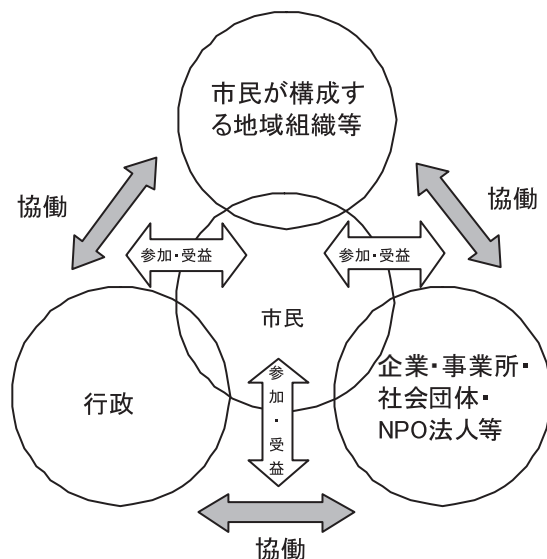 市民が構成す
る地域組織等
協働
協働
参加・受益
参加・受益
市民
参加・受益
行政
企業・事業所・
社会団体・
NPO法人等
協働